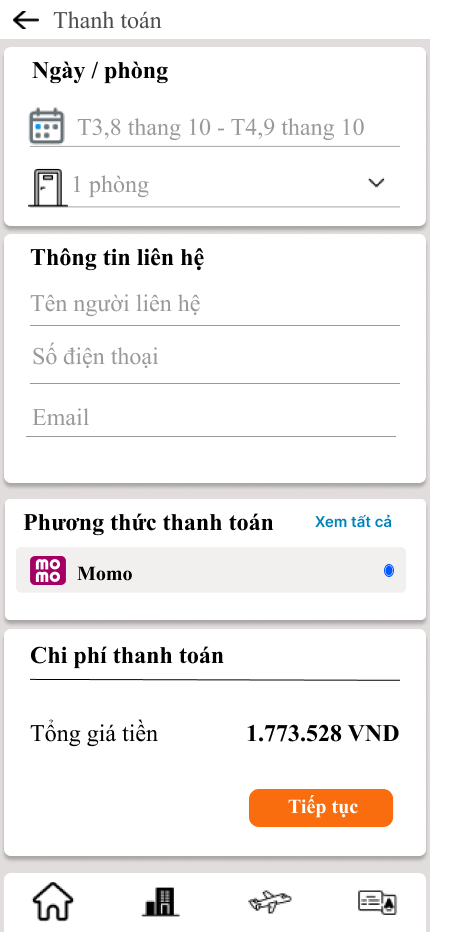 Thanh toán
Ngày / phòng
T3,8 thang 10 - T4,9 thang 10
1 phòng
Thông tin liên hệ
Tên người liên hệ
Số điện thoại
Email
Phương thức thanh toán Xem tất cả
mo
mo
Momo
Chi phí thanh toán
Tổng giá tiền 1.773.528 VND
Tiếp tục